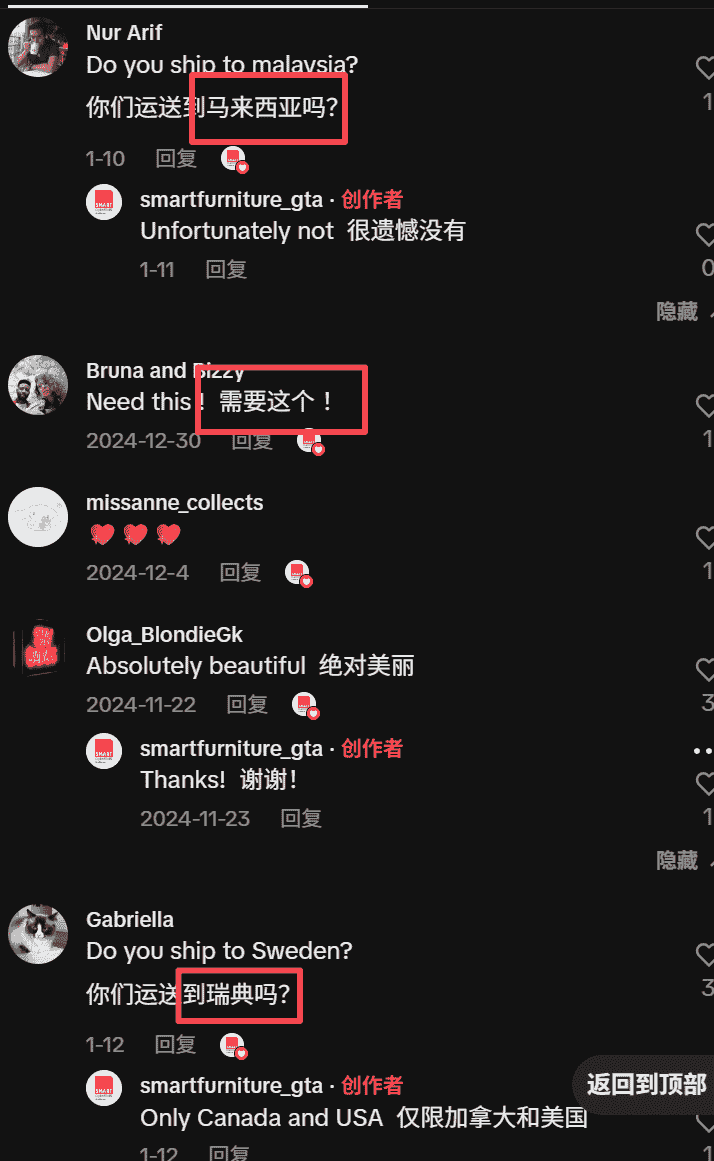 Nur Arif
Do you ship to malaysia?
你们运送到马来西亚吗?
1-10 回复
smartfurniture_gta · 创作者
Unfortunately not 很遗憾没有
1-11 回复
隐藏
Bruna and Bizzy
Need this ! 需要这个！
2024-12-30 回复
missanne_collects
2024-12-4 回复
Olga_BlondieGk
Absolutely beautiful 绝对美丽
2024-11-22 回复
smartfurniture_gta · 创作者
Thanks! 谢谢!
2024-11-23 回复
隐藏
Gabriella
Do you ship to Sweden?
你们运送到瑞典吗?
1-12 回复
返回到顶部
smartfurniture_gta · 创作者
Only Canada and USA 仅限加拿大和美国
1-12 回复